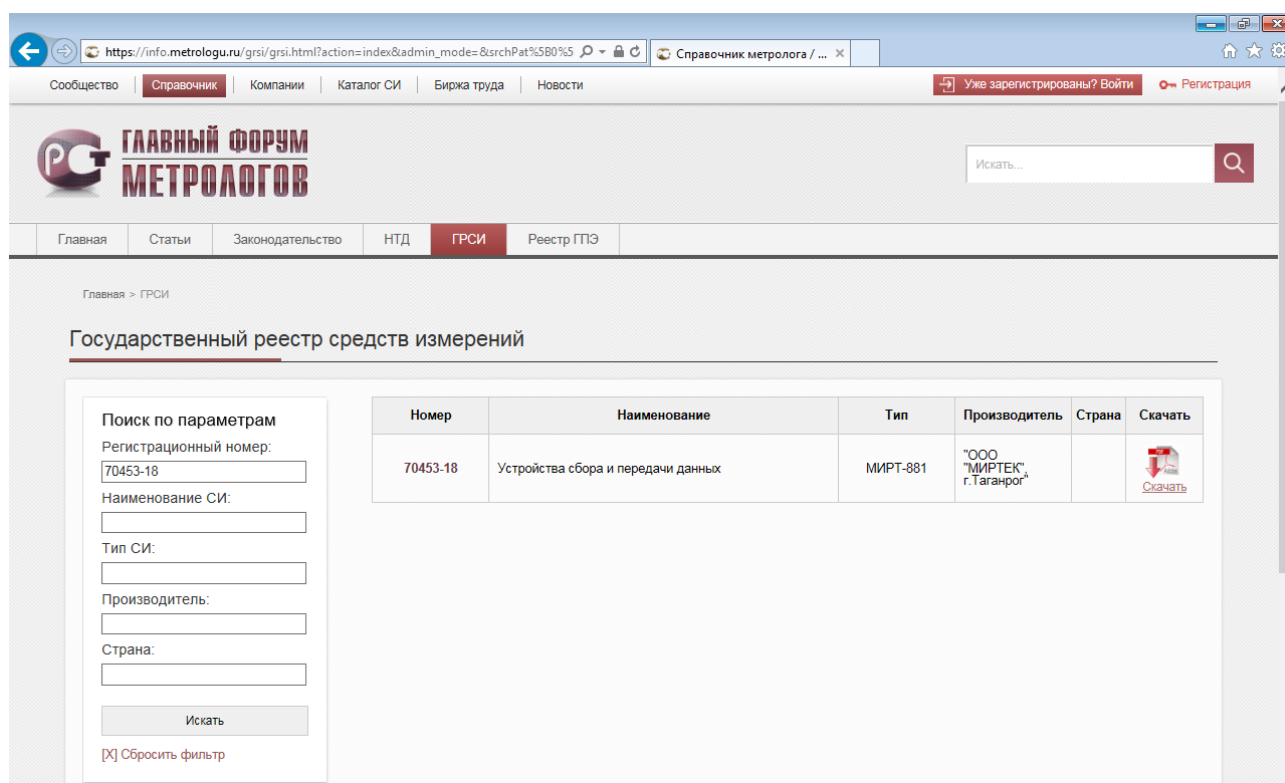 https://info.metrologu.ru/grsi/grsi.html?action=index&admin_mode=&srchPat%5B0%5
Справочник метролога / ...
Сообщество Справочник Компании Каталог СИ Биржа труда Новости
Уже зарегистрированы? Войти Регистрация
РСТ
ГЛАВНЫЙ ФОРУМ
МЕТРОЛОГОВ
Искать...
Главная Статьи Законодательство НТД ГРСИ Реестр ГПЭ
Главная > ГРСИ
Государственный реестр средств измерений
Поиск по параметрам
Регистрационный номер:
70453-18
Наименование СИ:
Тип СИ:
Производитель:
Страна:
Искать
[X] Сбросить фильтр
Номер Наименование Тип Производитель Страна Скачать
70453-18 Устройства сбора и передачи данных МИРТ-881 "ООО
"МИРТЕК",
г.Таганрог"
Скачать